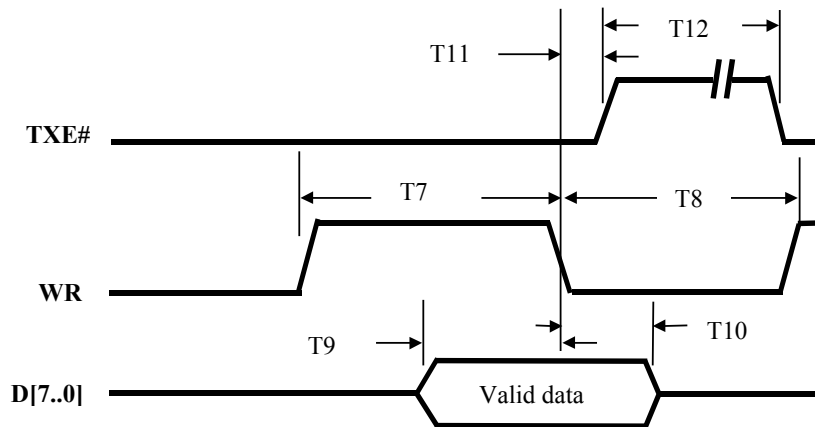 T12
T11
TXE#
T7
T8
WR
T10
T9
D[7..0]
Valid data